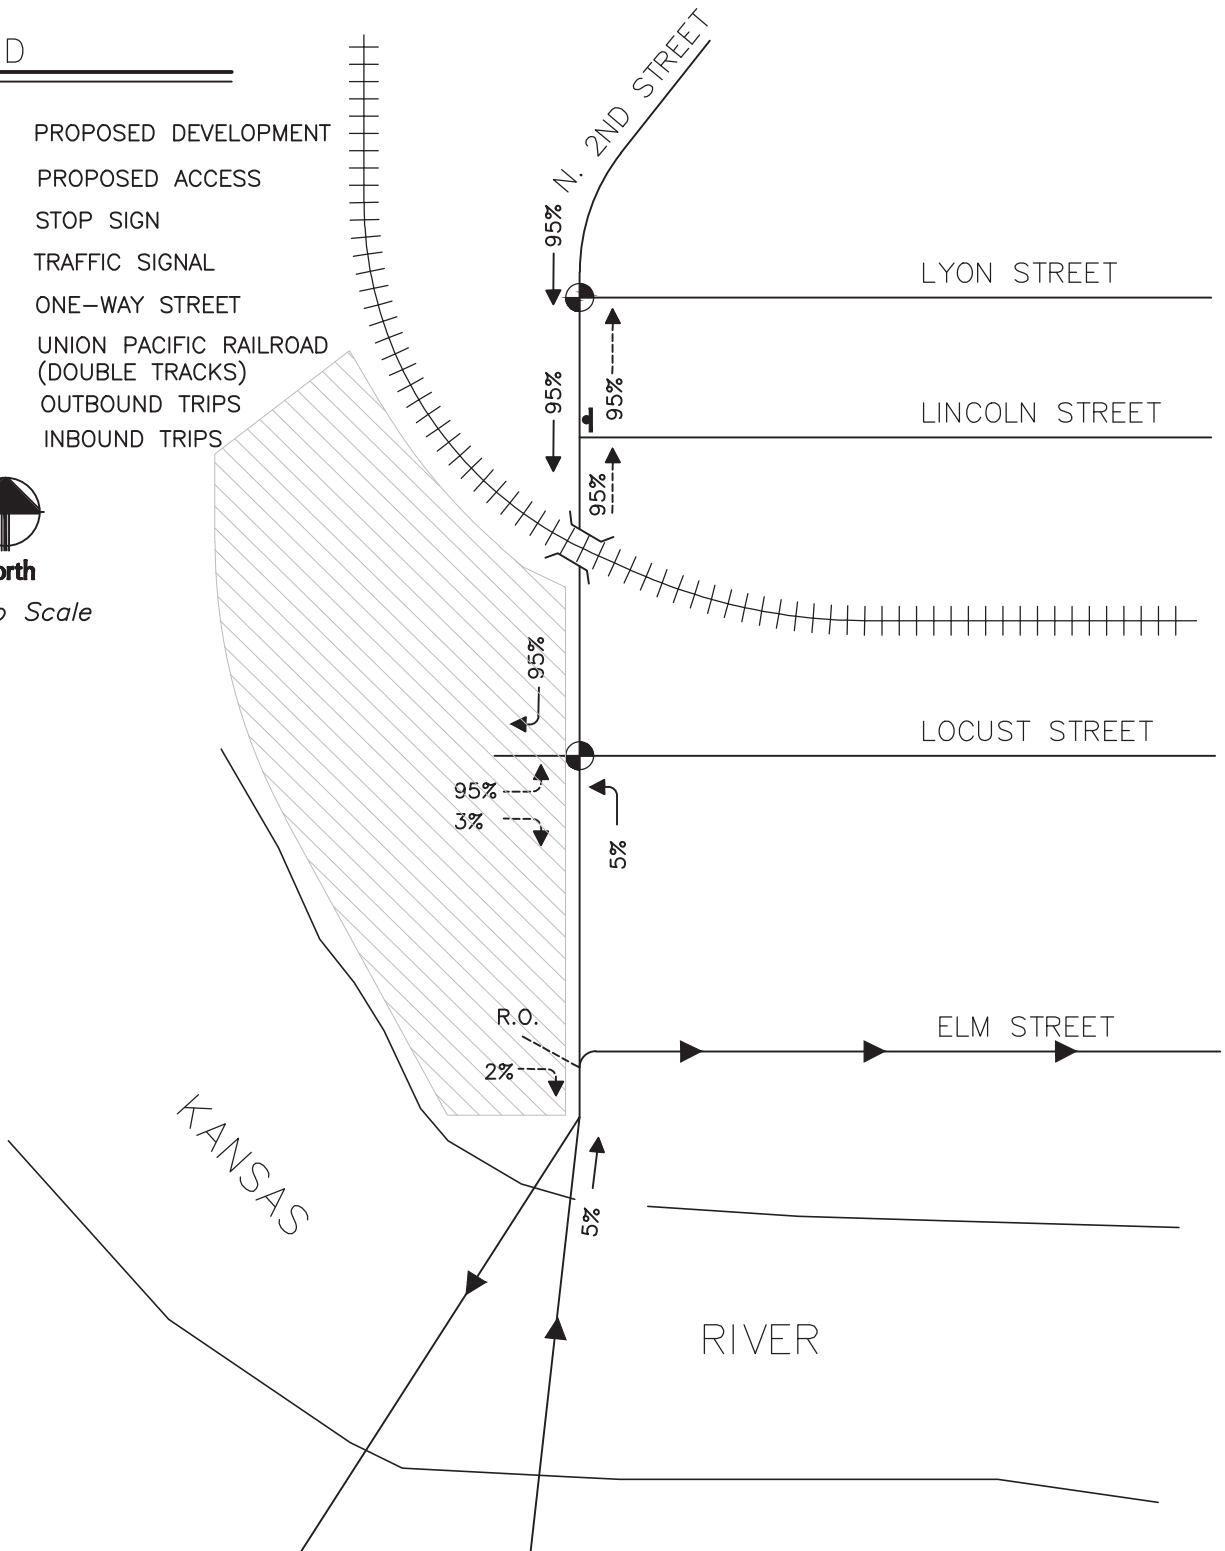 D
PROPOSED DEVELOPMENT
PROPOSED ACCESS
STOP SIGN
TRAFFIC SIGNAL
ONE-WAY STREET
UNION PACIFIC RAILROAD
(DOUBLE TRACKS)
OUTBOUND TRIPS
INBOUND TRIPS
orth
o Scale
N. 2ND STREET
95%
LYON STREET
95%
95%
LINCOLN STREET
95%
95%
LOCUST STREET
95%
3%
5%
R.O.
ELM STREET
2%
KANSAS
5%
RIVER